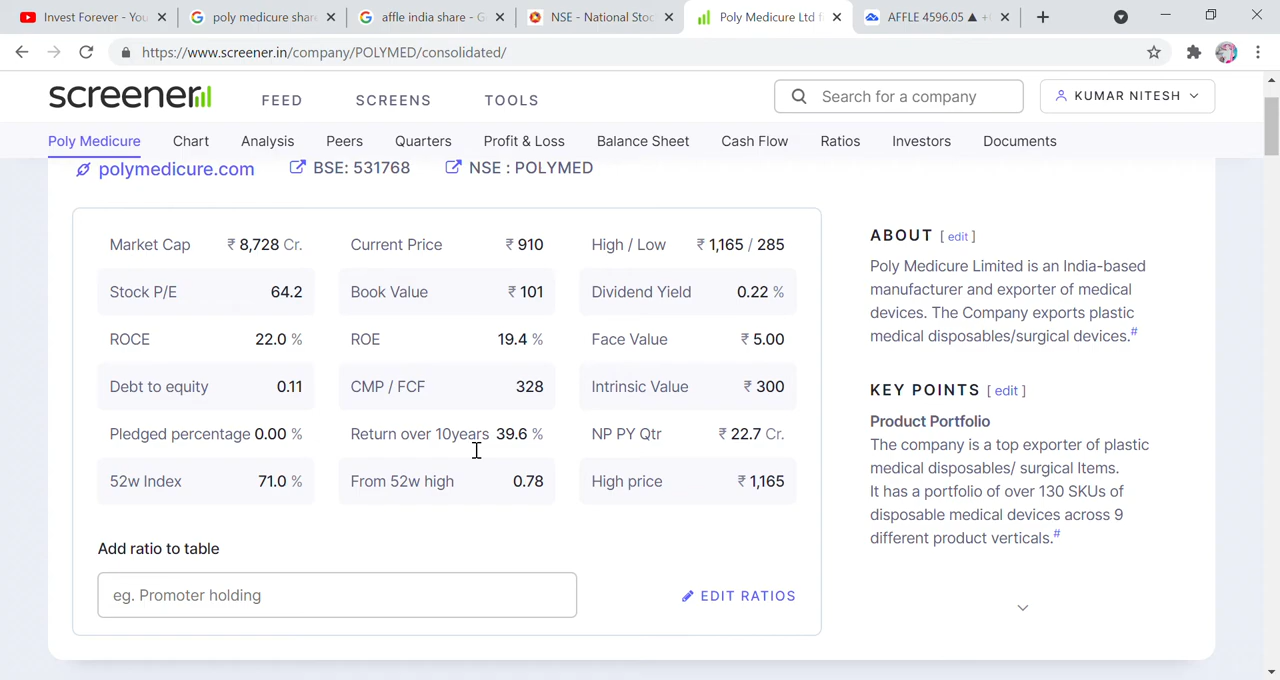 Invest Forever - You
poly medicure share
affle india share - G
NSE - National Stoc
Poly Medicure Ltd fi
AFFLE 4596.05 ▲ +
https://www.screener.in/company/POLYMED/consolidated/
screener
FEED
SCREENS
TOOLS
Search for a company
KUMAR NITESH
Poly Medicure
Chart
Analysis
Peers
Quarters
Profit & Loss
Balance Sheet
Cash Flow
Ratios
Investors
Documents
polymedicure.com
BSE: 531768
NSE : POLYMED
Market Cap ₹ 8,728 Cr.
Current Price ₹ 910
High / Low ₹ 1,165 / 285
Stock P/E 64.2
Book Value ₹ 101
Dividend Yield 0.22 %
ROCE 22.0 %
ROE 19.4 %
Face Value ₹ 5.00
Debt to equity 0.11
CMP / FCF 328
Intrinsic Value ₹ 300
Pledged percentage 0.00 %
Return over 10years 39.6 %
NP PY Qtr ₹ 22.7 Cr.
52w Index 71.0 %
From 52w high 0.78
High price ₹ 1,165
Add ratio to table
eg. Promoter holding
EDIT RATIOS
ABOUT [ edit ]
Poly Medicure Limited is an India-based
manufacturer and exporter of medical
devices. The Company exports plastic
medical disposables/surgical devices.#
KEY POINTS [ edit ]
Product Portfolio
The company is a top exporter of plastic
medical disposables/ surgical Items.
It has a portfolio of over 130 SKUs of
disposable medical devices across 9
different product verticals.#